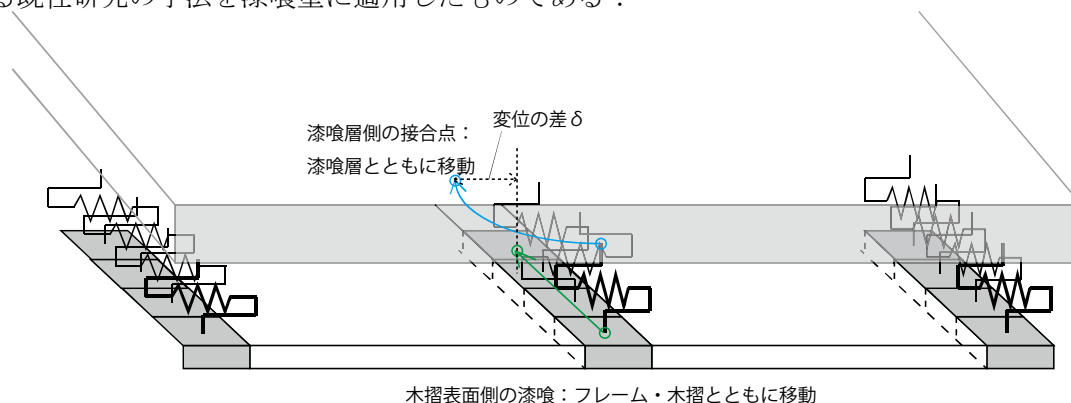 る既往研究の手法を漆喰壁に適用したものである．
変位の差δ
漆喰層側の接合点：
漆喰層とともに移動
木摺表面側の漆喰：フレーム・木摺とともに移動